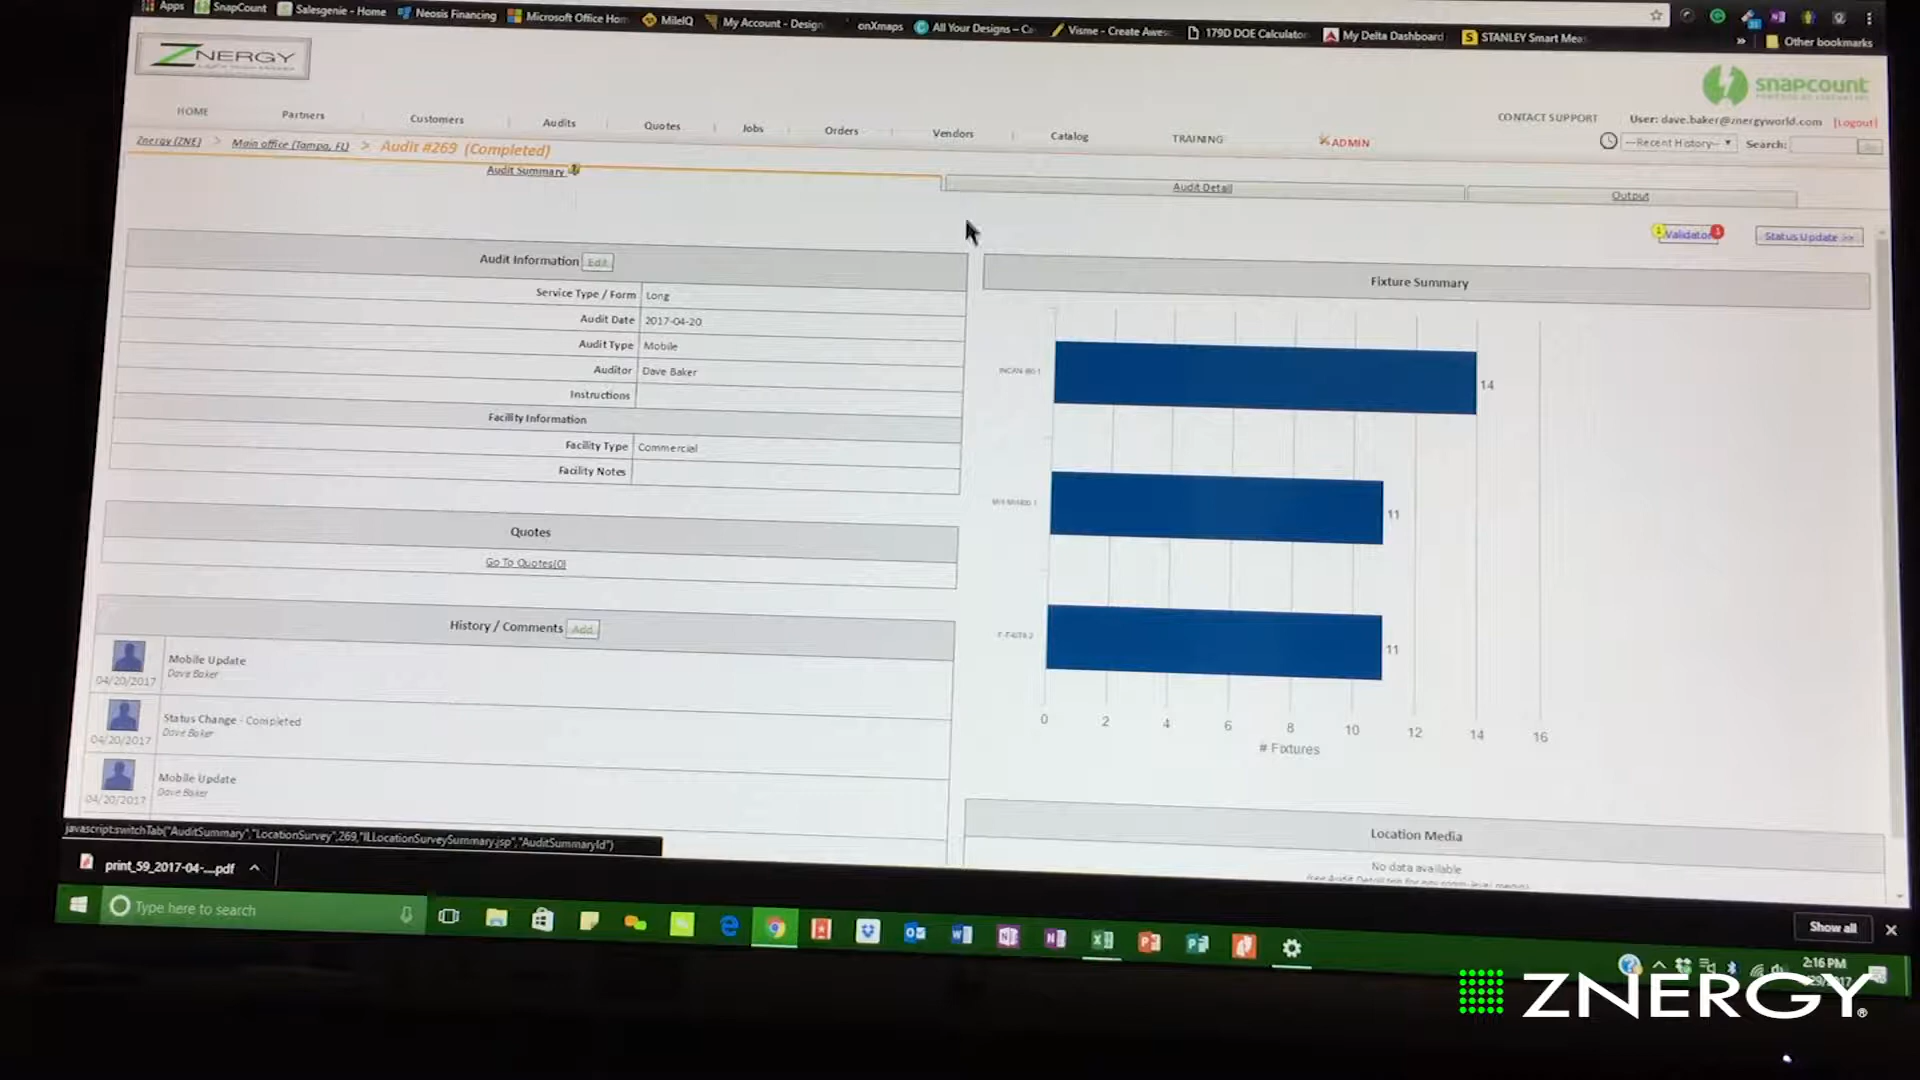 Apps SnapCount Salesgenie - Home Neosis Financing Microsoft Office Hom MileIQ My Account - Design onXmaps All Your Designs – Ca Visme - Create Awes 179D DOE Calculator My Delta Dashboard STANLEY Smart Mea » Other bookmarks
ZNERGY
snapcount
CONTACT SUPPORT User: dave.baker@znergyworld.com [Logout]
HOME Partners Customers Audits Quotes Jobs Orders Vendors Catalog TRAINING ADMIN
Znergy (ZNE) > Main office (Tampa, FL) > Audit #269 (Completed)
--Recent History-- Search:
Audit Summary Audit Detail Output
1 Validator 1 Status Update >>
Audit Information Edit
Service Type / Form Long
Audit Date 2017-04-20
Audit Type Mobile
Auditor Dave Baker
Instructions
Facility Information
Facility Type Commercial
Facility Notes
Quotes
Go To Quotes(0)
History / Comments Add
Mobile Update
Dave Baker
04/20/2017
Status Change - Completed
Dave Baker
04/20/2017
Mobile Update
Dave Baker
04/20/2017
Fixture Summary
14
11
11
0 2 4 6 8 10 12 14 16
# Fixtures
Location Media
No data available
javascript:switchTab("AuditSummary","LocationSurvey",269,"ILLocationSurveySummary.jsp","AuditSummaryId")
print_59_2017-04-....pdf
Show all
Type here to search
2:16 PM
ZNERGY®